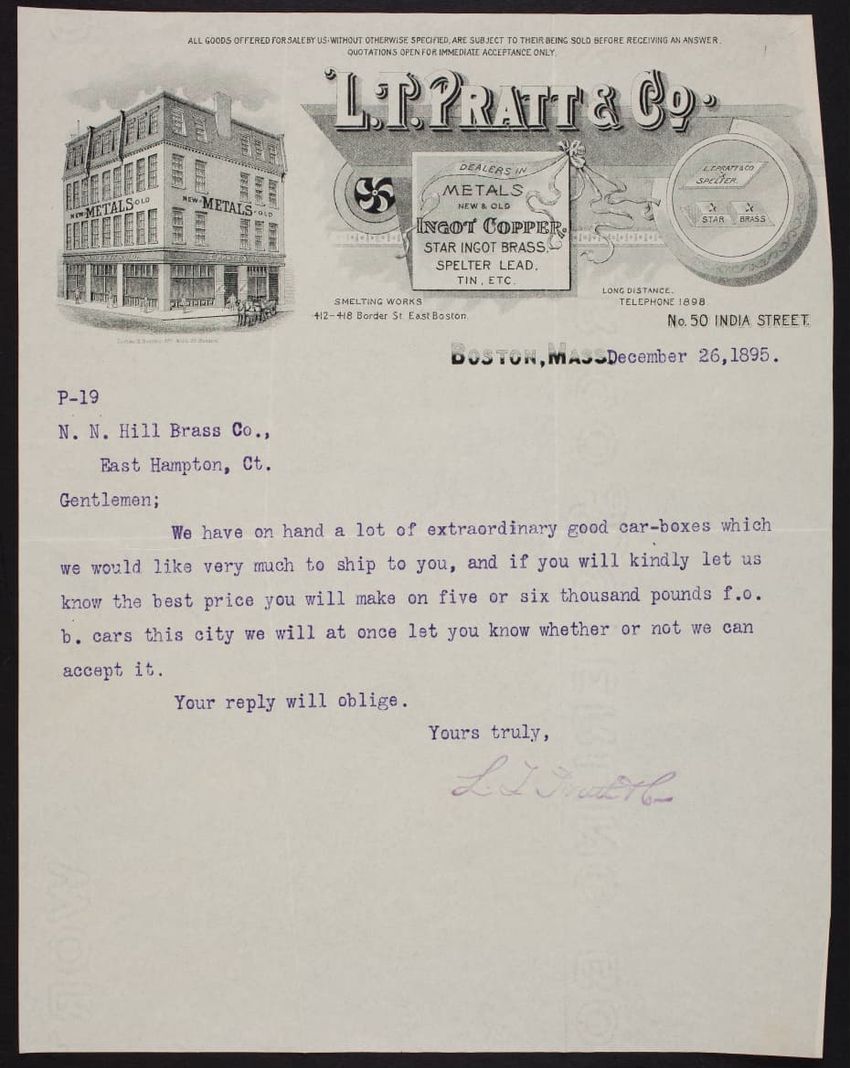 ALL GOODS OFFERED FOR SALE BY US, WITHOUT OTHERWISE SPECIFIED, ARE SUBJECT TO THEIR BEING SOLD BEFORE RECEIVING AN ANSWER.
QUOTATIONS OPEN FOR IMMEDIATE ACCEPTANCE ONLY.
L.T. PRATT & CO.
NEW METALS OLD
NEW METALS OLD
DEALERS IN
METALS
NEW & OLD
INGOT COPPER.
STAR INGOT BRASS.
SPELTER LEAD.
TIN, ETC.
L.T. PRATT & CO
SPELTER.
STAR BRASS
SMELTING WORKS
412-418 Border St. East Boston.
LONG DISTANCE.
TELEPHONE 1898.
No. 50 INDIA STREET.
BOSTON, MASS. December 26, 1895.
P-19
N. N. Hill Brass Co.,
East Hampton, Ct.
Gentlemen;
We have on hand a lot of extraordinary good car-boxes which
we would like very much to ship to you, and if you will kindly let us
know the best price you will make on five or six thousand pounds f.o.
b. cars this city we will at once let you know whether or not we can
accept it.
Your reply will oblige.
Yours truly,
L. T. Pratt & Co